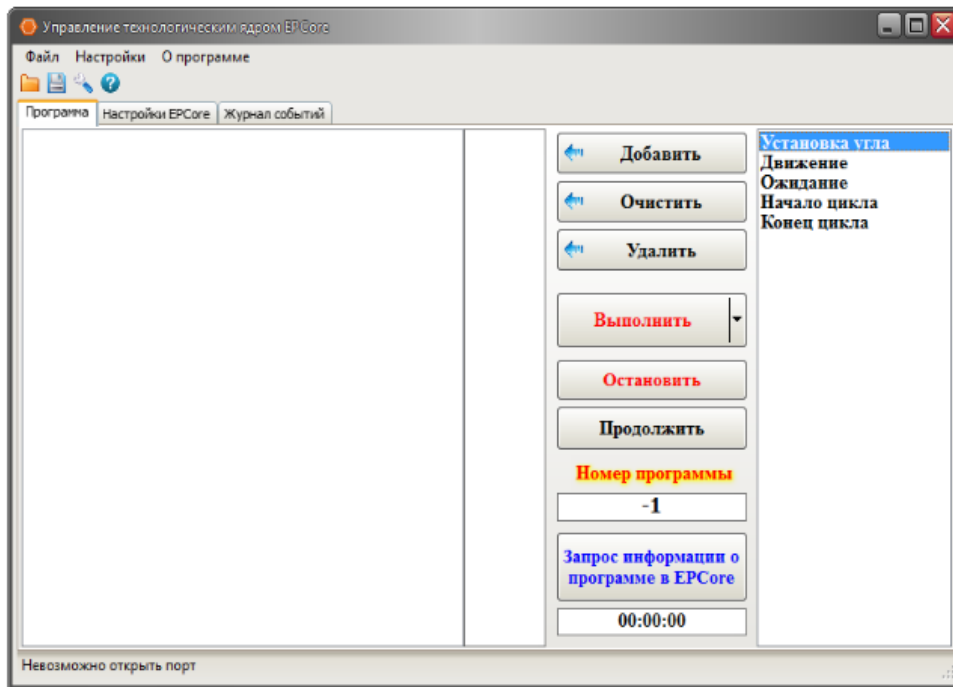 Управление технологическим ядром EPCore
Файл Настройки О программе
Программа Настройки EPCore Журнал событий
Добавить
Очистить
Удалить
Выполнить
Остановить
Продолжить
Номер программы
-1
Запрос информации о
программе в EPCore
00:00:00
Установка угла
Движение
Ожидание
Начало цикла
Конец цикла
Невозможно открыть порт